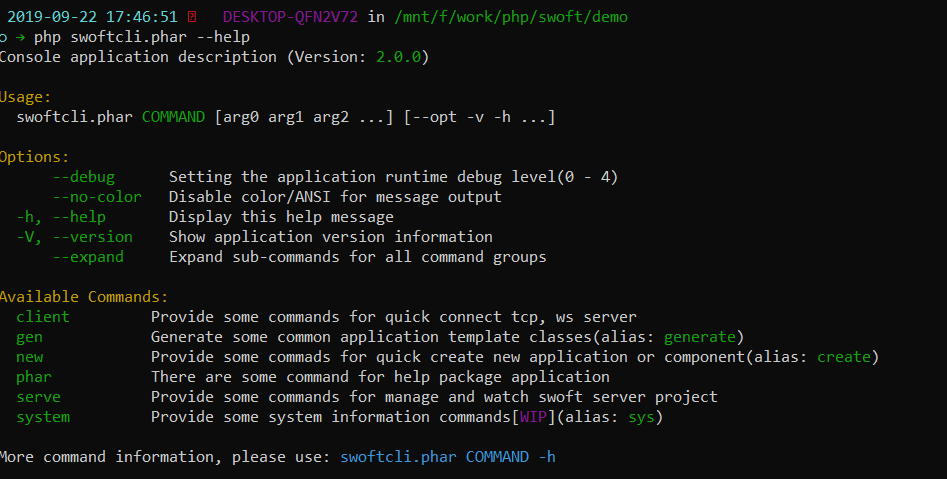 2019-09-22 17:46:51 DESKTOP-QFN2V72 in /mnt/f/work/php/swoft/demo
o → php swoftcli.phar --help
Console application description (Version: 2.0.0)
Usage:
swoftcli.phar COMMAND [arg0 arg1 arg2 ...] [--opt -v -h ...]
Options:
--debug Setting the application runtime debug level(0 - 4)
--no-color Disable color/ANSI for message output
-h, --help Display this help message
-V, --version Show application version information
--expand Expand sub-commands for all command groups
Available Commands:
client Provide some commands for quick connect tcp, ws server
gen Generate some common application template classes(alias: generate)
new Provide some commads for quick create new application or component(alias: create)
phar There are some command for help package application
serve Provide some commands for manage and watch swoft server project
system Provide some system information commands[WIP](alias: sys)
More command information, please use: swoftcli.phar COMMAND -h